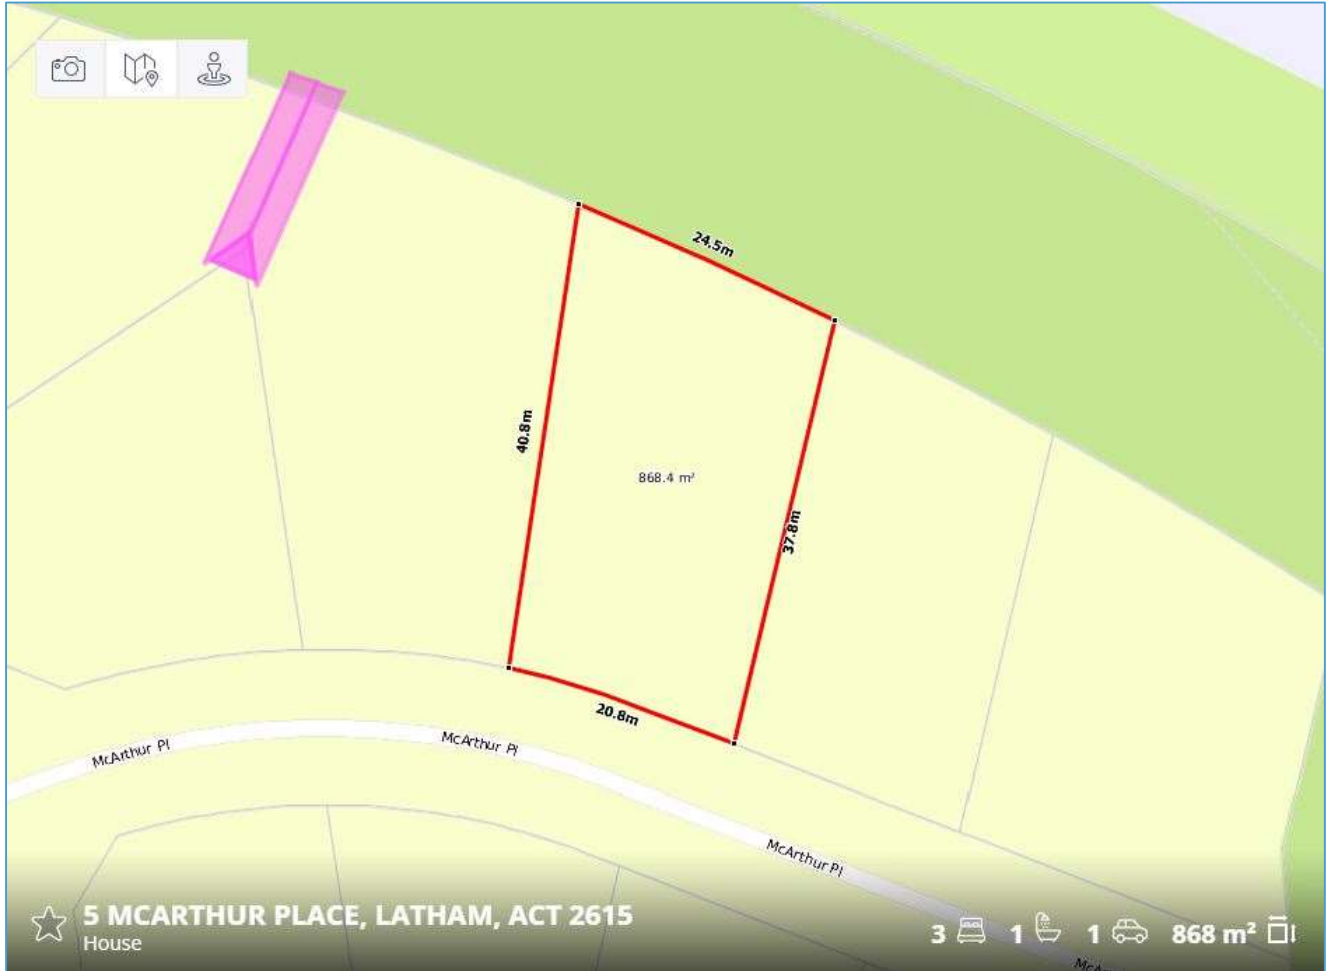 24.5m
40.8m
868.4 m²
37.8m
20.8m
McArthur Pl
McArthur Pl
McArthur Pl
5 MCARTHUR PLACE, LATHAM, ACT 2615
House
3 1 1 868 m²
McAr